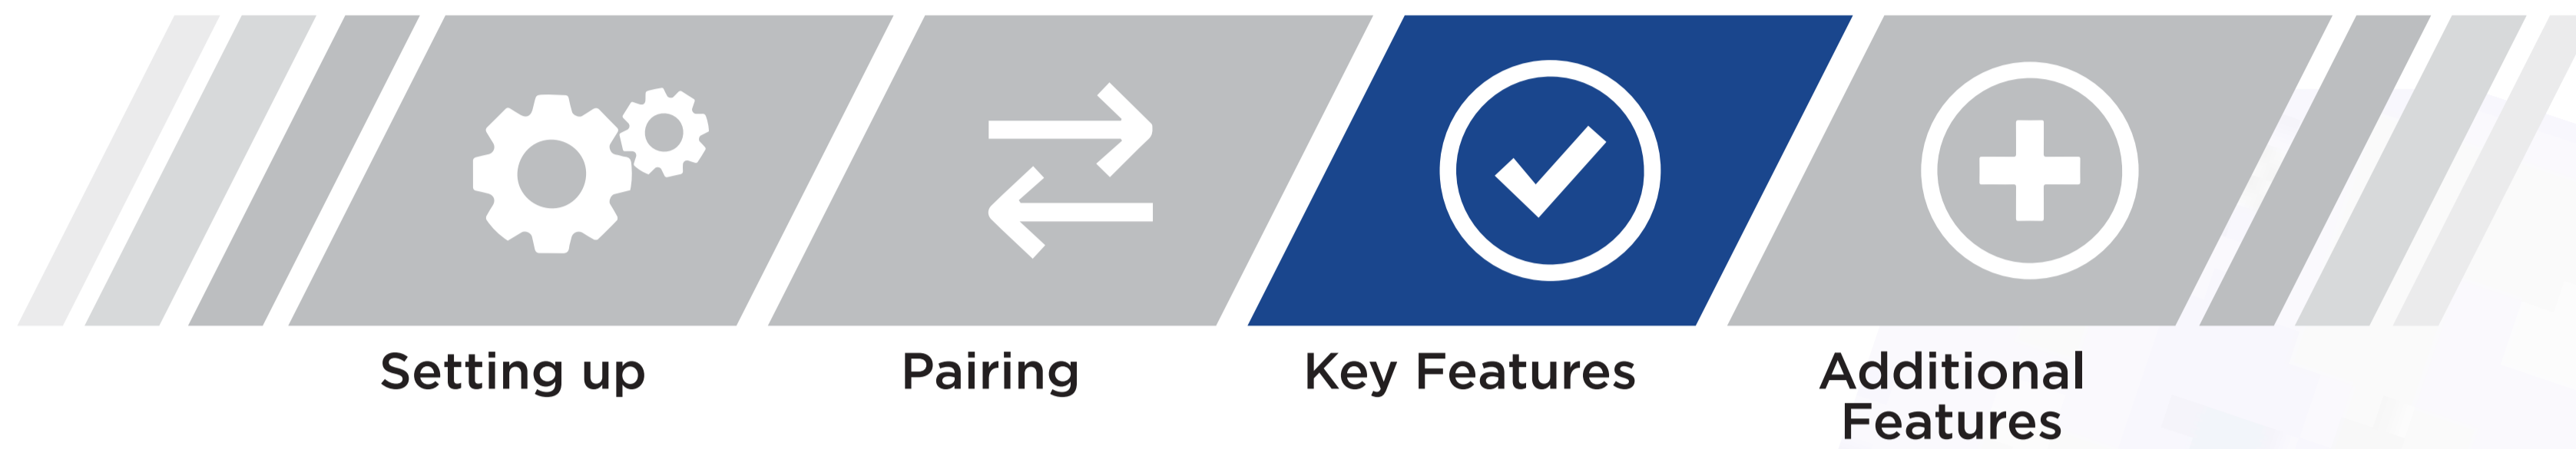 Setting up
Pairing
Key Features
Additional
Features